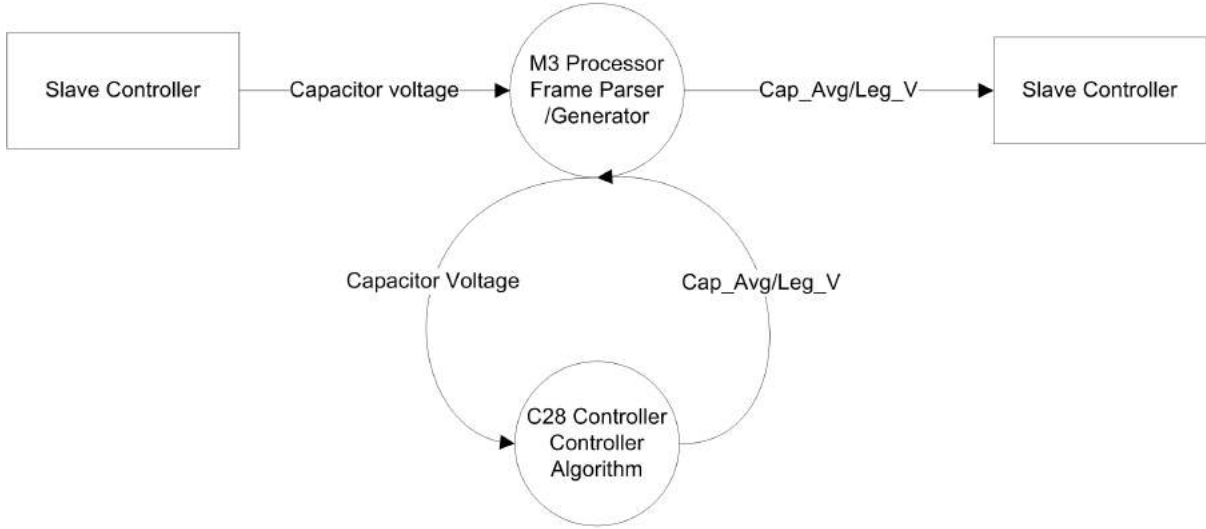 Slave Controller
Capacitor voltage
M3 Processor
Frame Parser
/Generator
Cap_Avg/Leg_V
Slave Controller
Capacitor Voltage
Cap_Avg/Leg_V
C28 Controller
Controller
Algorithm